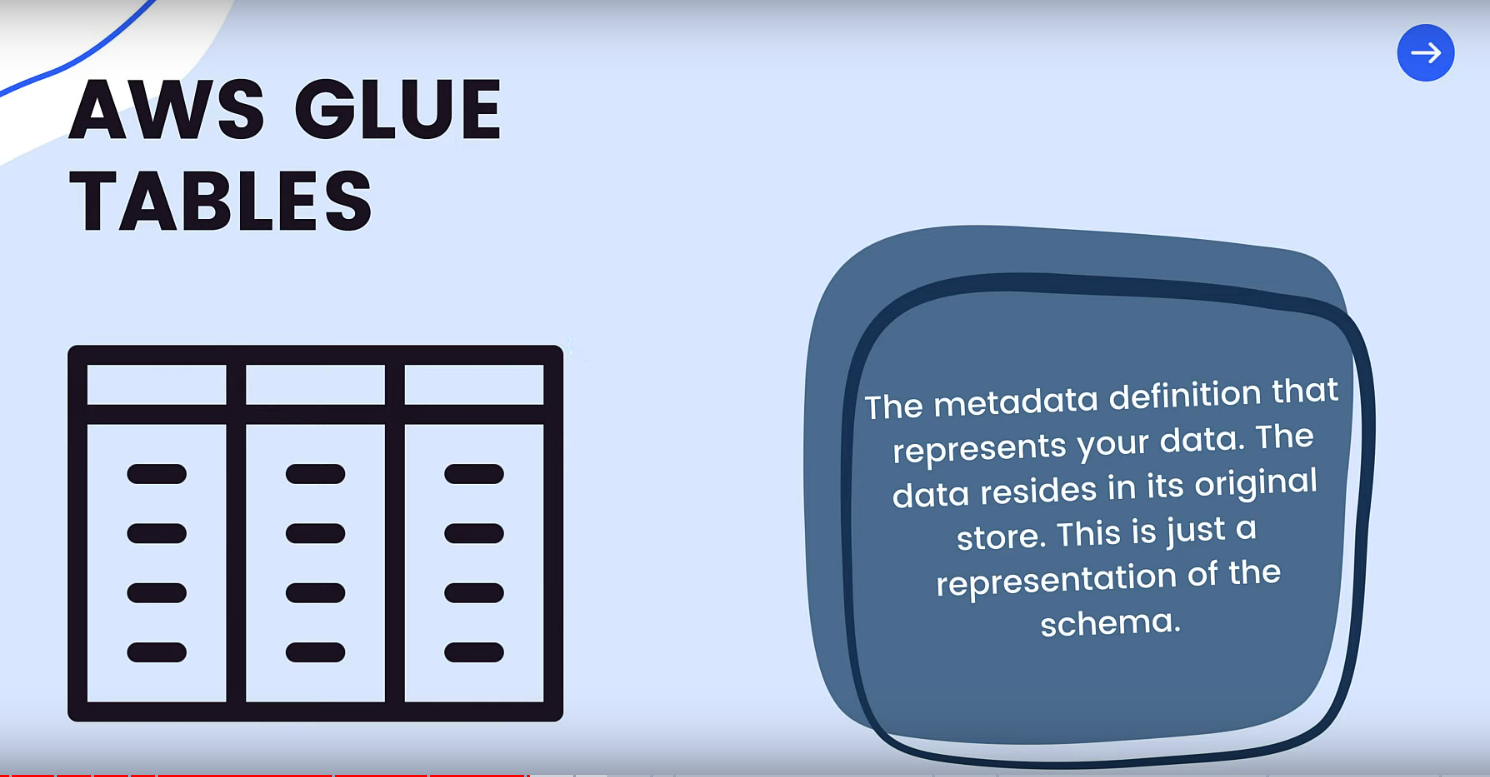 AWS GLUE
TABLES
The metadata definition that
represents your data. The
data resides in its original
store. This is just a
representation of the
schema.